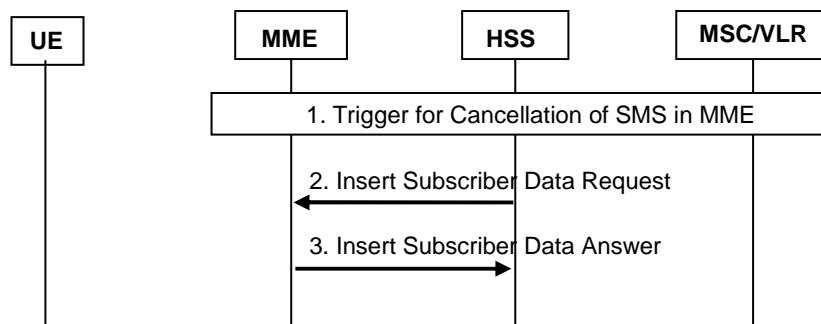 UE
MME
HSS
MSC/VLR
1. Trigger for Cancellation of SMS in MME
2. Insert Subscriber Data Request
3. Insert Subscriber Data Answer